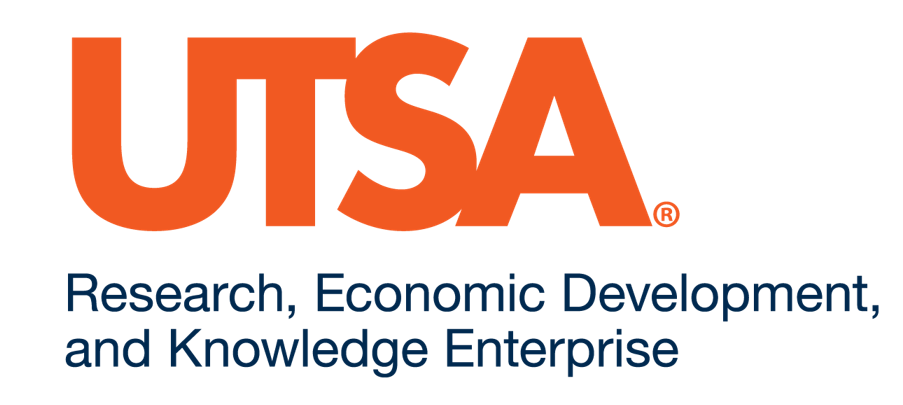 UTSA®
Research, Economic Development,
and Knowledge Enterprise